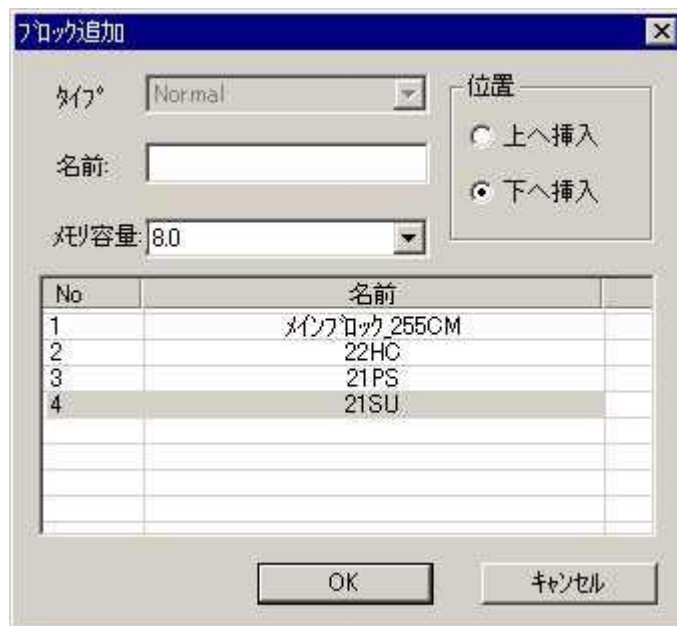 ﾌﾞﾛｯｸ追加
ﾀｲﾌﾟ
Normal
位置
上へ挿入
名前:
下へ挿入
ﾒﾓﾘ容量:
8.0
No 名前
1 ﾒｲﾝﾌﾞﾛｯｸ_255CM
2 22HC
3 21PS
4 21SU
OK
ｷｬﾝｾﾙ